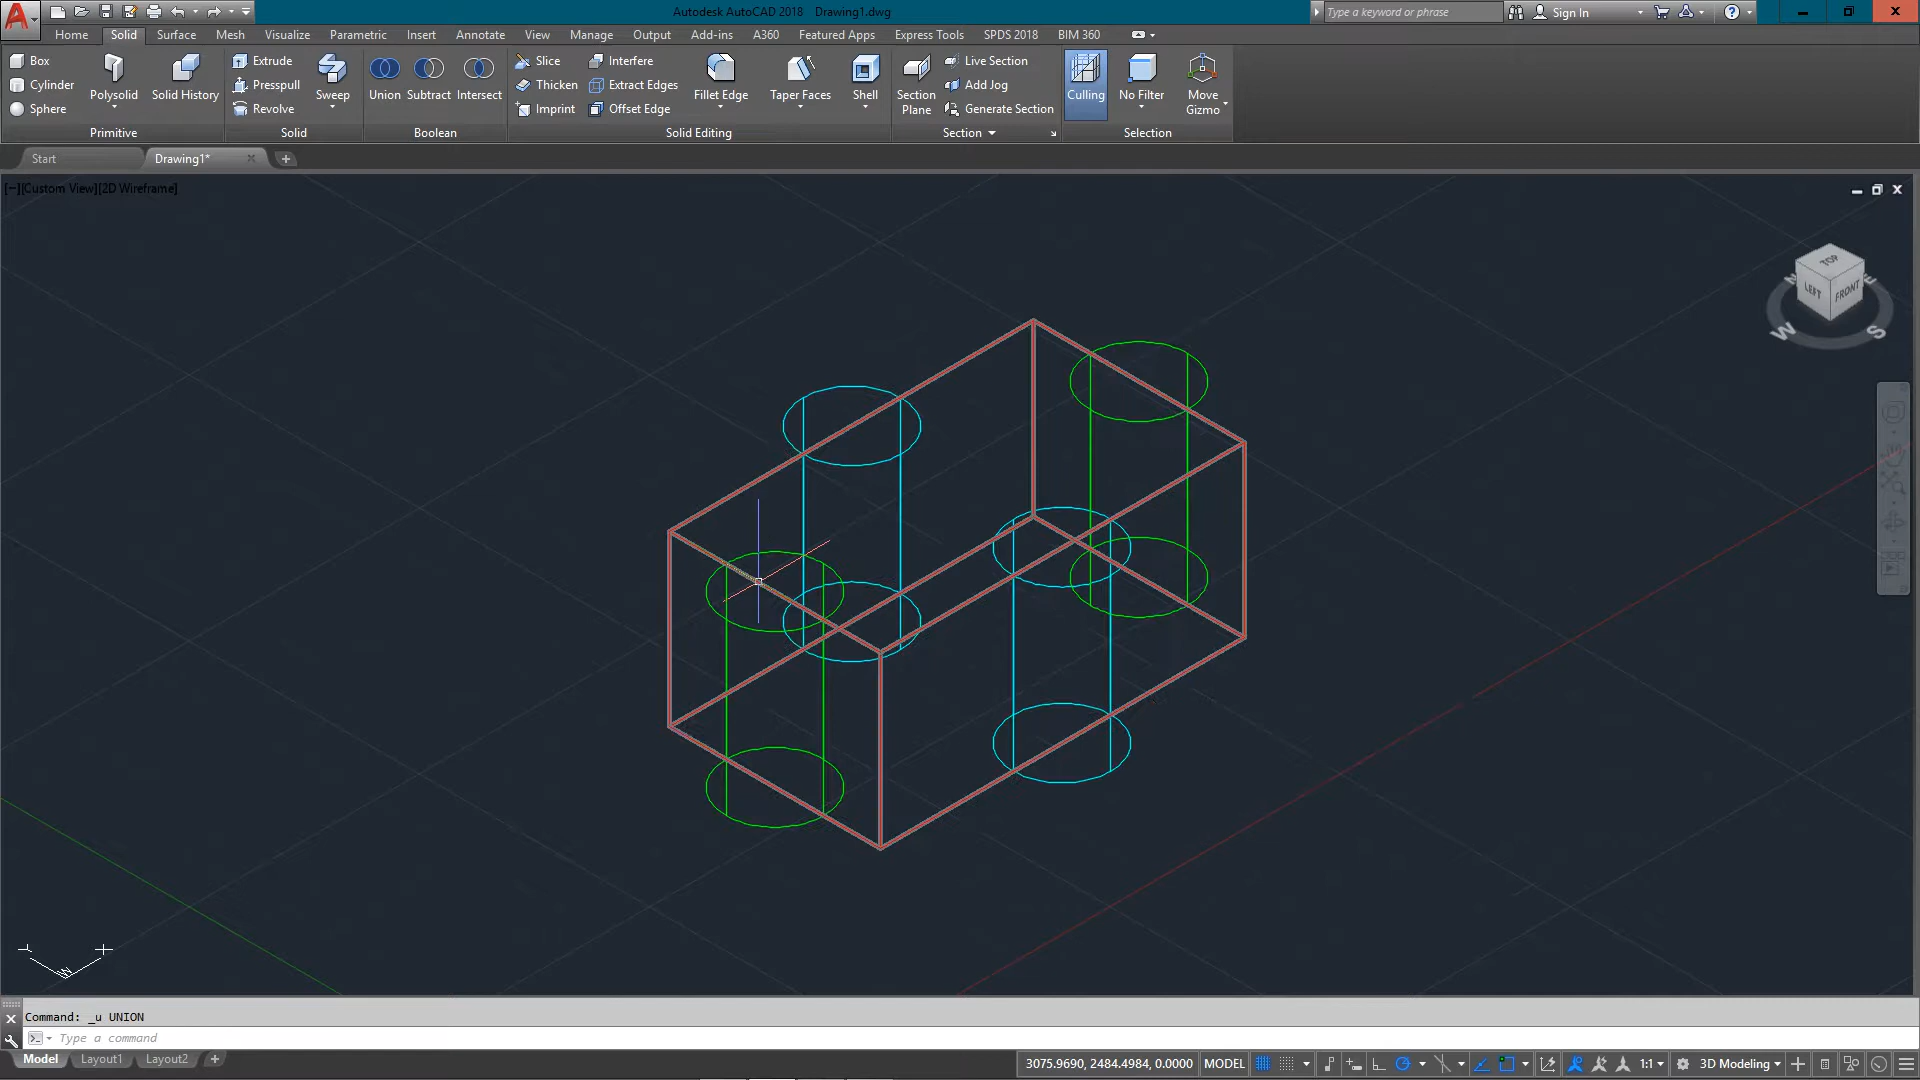 Autodesk AutoCAD 2018 Drawing1.dwg
Type a keyword or phrase
Sign In
Home Solid Surface Mesh Visualize Parametric Insert Annotate View Manage Output Add-ins A360 Featured Apps Express Tools SPDS 2018 BIM 360
Box
Cylinder
Sphere
Polysolid
Solid History
Primitive
Extrude
Presspull
Revolve
Sweep
Solid
Union Subtract Intersect
Boolean
Slice
Thicken
Imprint
Interfere
Extract Edges
Offset Edge
Fillet Edge
Taper Faces
Shell
Solid Editing
Section
Plane
Live Section
Add Jog
Generate Section
Section
Culling
No Filter
Move
Gizmo
Selection
Start Drawing1*
[−][Custom View][2D Wireframe]
TOP
LEFT FRONT
N E
W S
W
Command: _u UNION
Type a command
Model Layout1 Layout2
3075.9690, 2484.4984, 0.0000 MODEL 1:1 3D Modeling